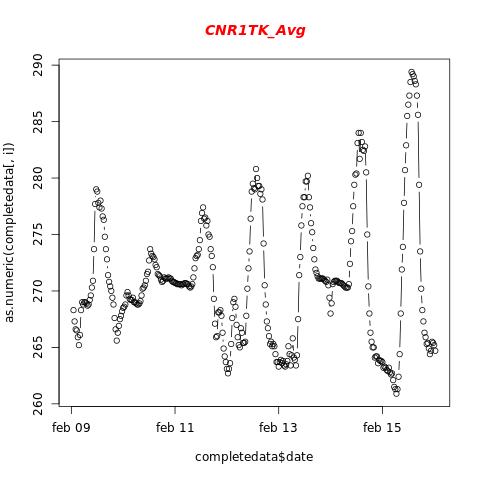 CNR1TK_Avg
as.numeric(completedata[, i])
290
285
280
275
270
265
260
feb 09
feb 11
feb 13
feb 15
completedata$date